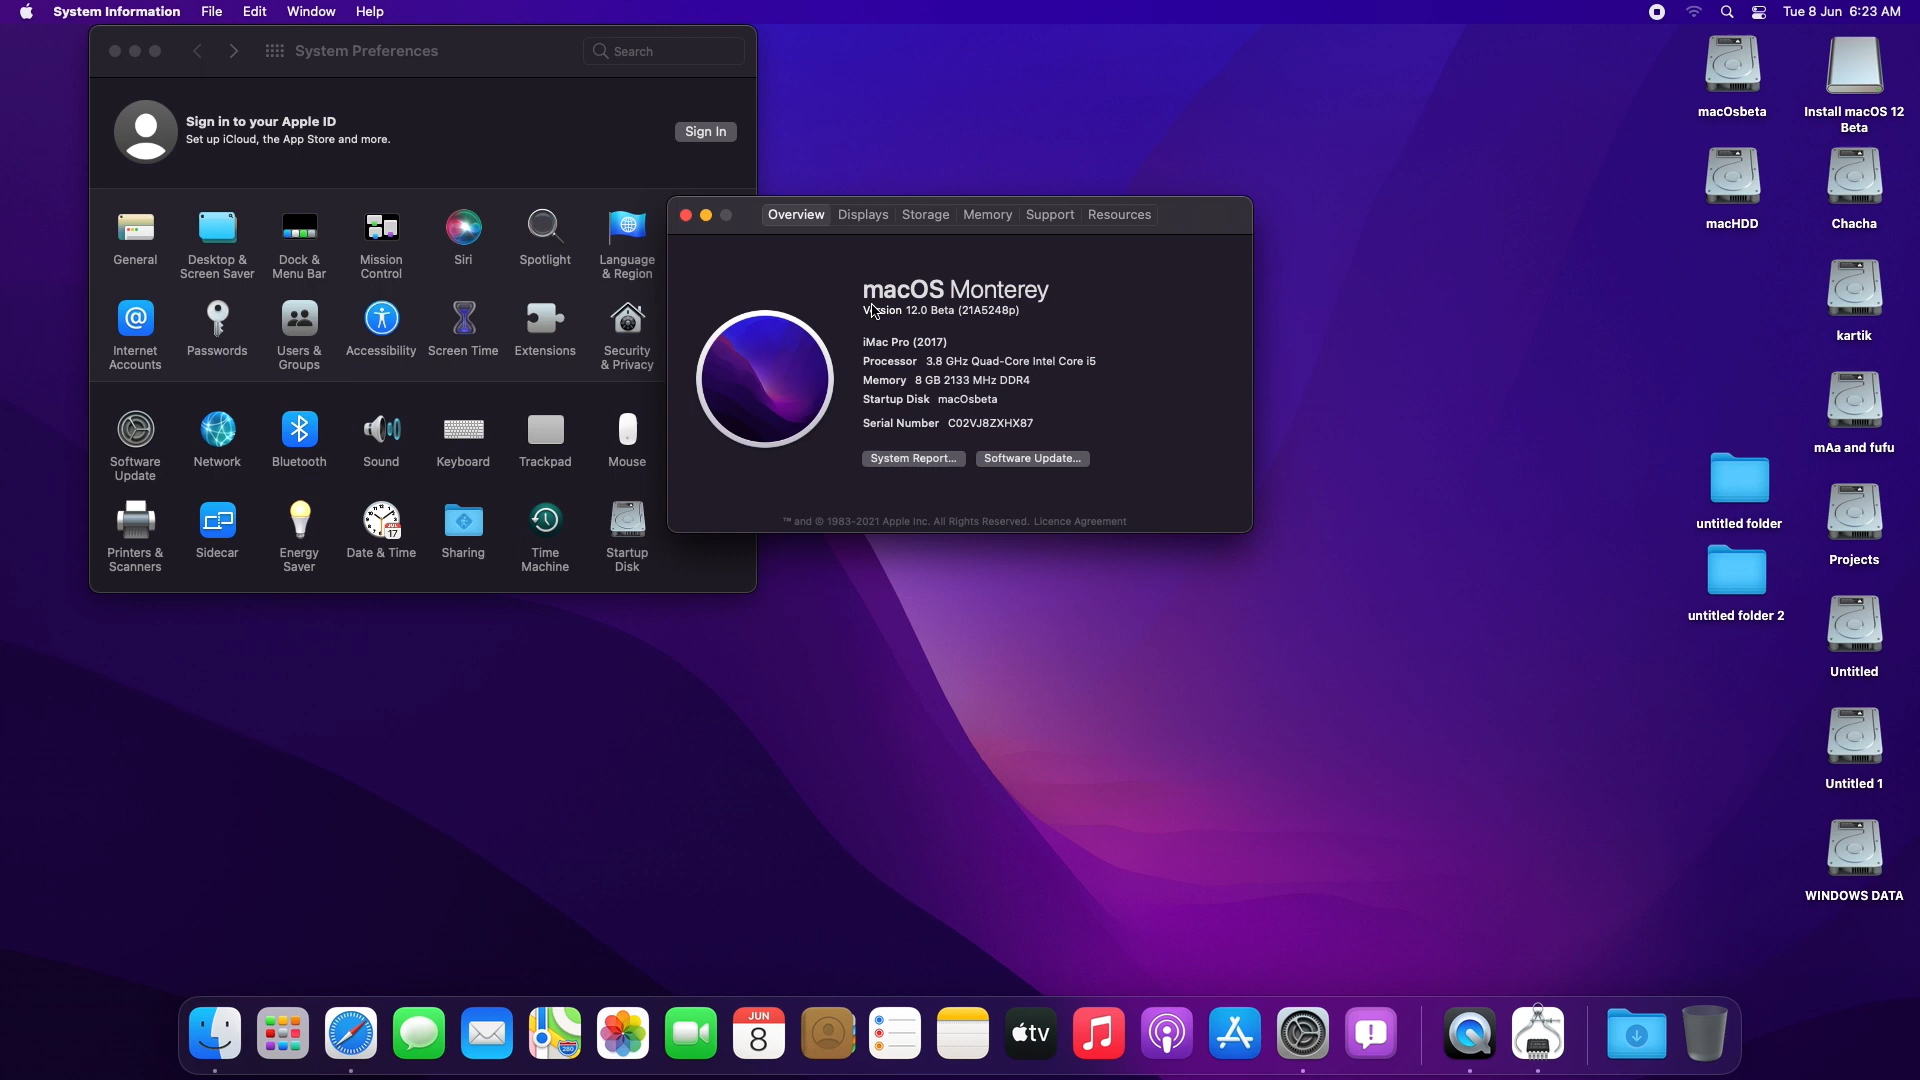 System Information File Edit Window Help
Tue 8 Jun 6:23 AM
System Preferences
Search
Sign in to your Apple ID
Set up iCloud, the App Store and more.
Sign In
General
Desktop &
Screen Saver
Dock &
Menu Bar
Mission
Control
Siri
Spotlight
Language
& Region
Internet
Accounts
Passwords
Users &
Groups
Accessibility
Screen Time
Extensions
Security
& Privacy
Software
Update
Network
Bluetooth
Sound
Keyboard
Trackpad
Mouse
Printers &
Scanners
Sidecar
Energy
Saver
Date & Time
Sharing
Time
Machine
Startup
Disk
Overview Displays Storage Memory Support Resources
macOS Monterey
Version 12.0 Beta (21A5248p)
iMac Pro (2017)
Processor 3.8 GHz Quad-Core Intel Core i5
Memory 8 GB 2133 MHz DDR4
Startup Disk macOsbeta
Serial Number C02VJ8ZXHX87
System Report... Software Update...
™ and © 1983-2021 Apple Inc. All Rights Reserved. Licence Agreement
macOsbeta
Install macOS 12
Beta
macHDD
Chacha
kartik
mAa and fufu
untitled folder
Projects
untitled folder 2
Untitled
Untitled 1
WINDOWS DATA
JUN
8
tv